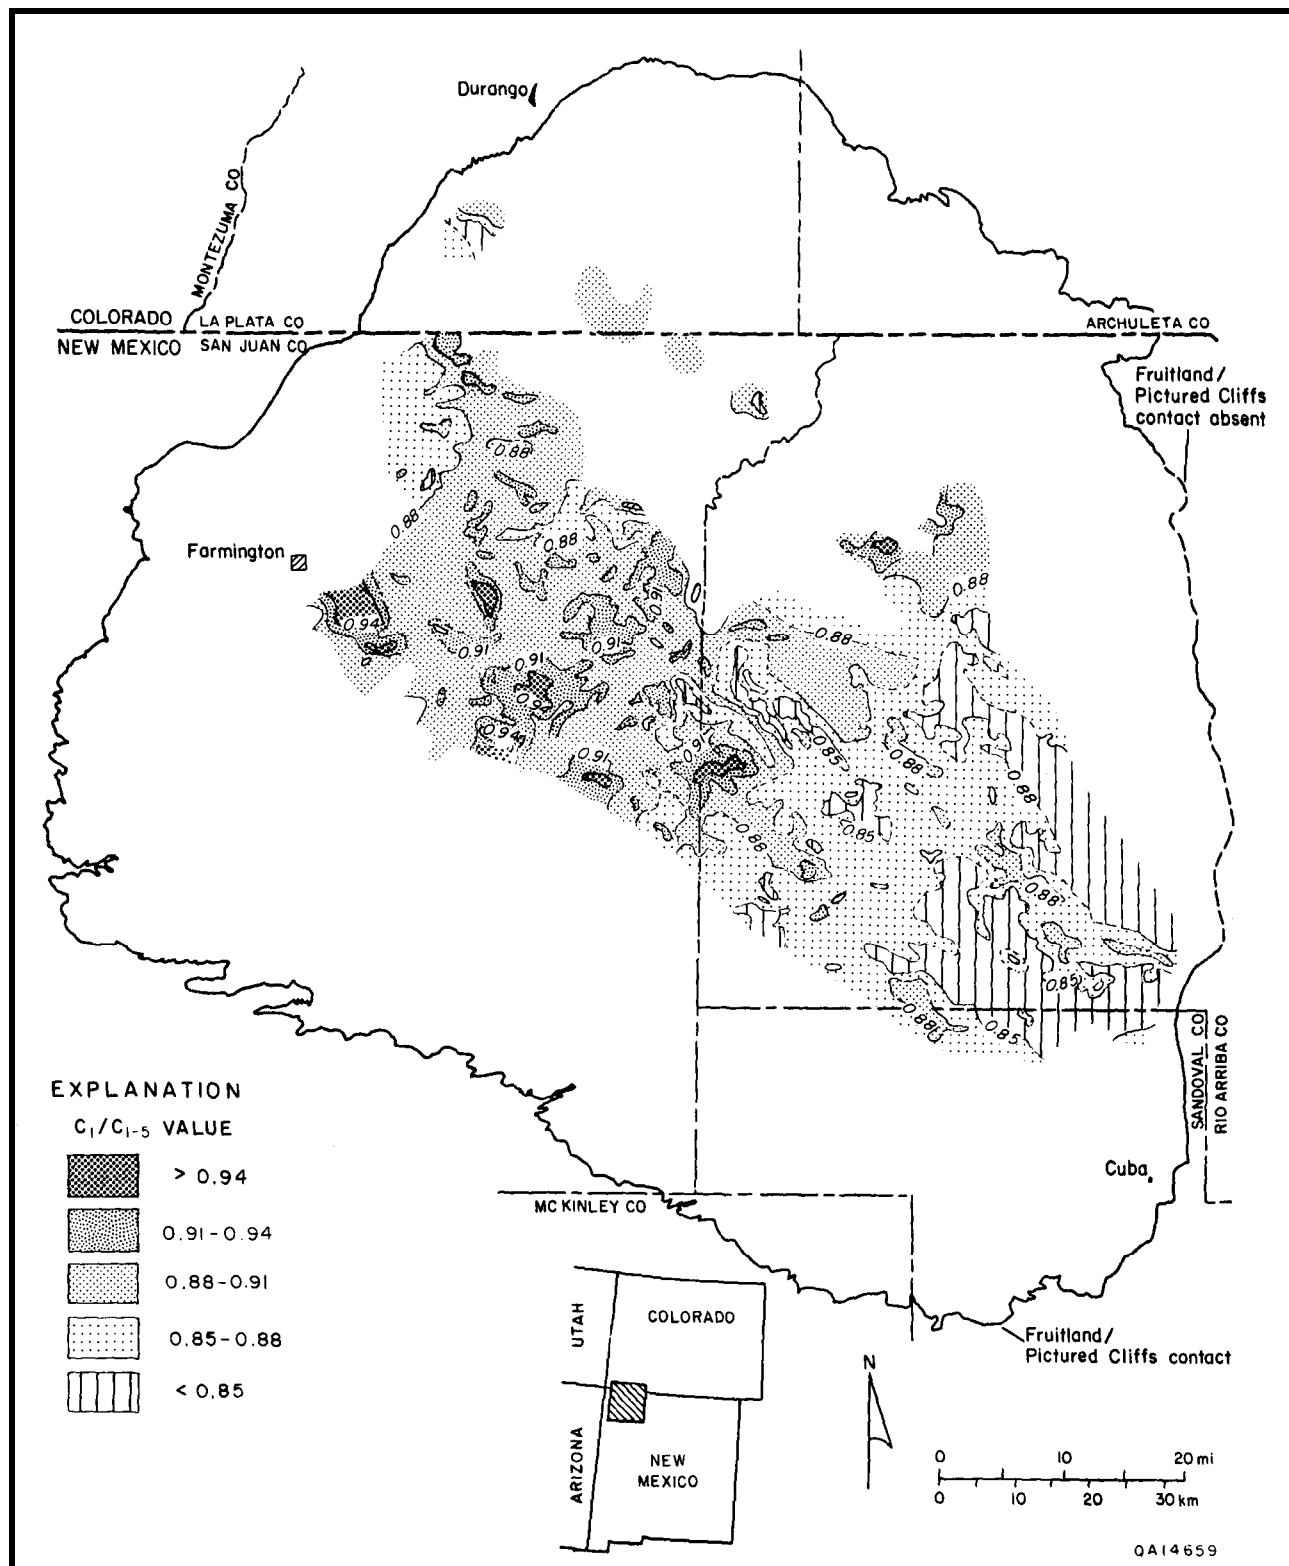 Durango
MONTEZUMA CO
COLORADO
LA PLATA CO
ARCHULETA CO
NEW MEXICO
SAN JUAN CO
Fruitland/
Pictured Cliffs
contact absent
0.88
0.88
0.88
Farmington
0.88
0.94
0.91
0.91
0.91
0.88
0.91
0.94
0.94
0.91
0.9
0.85
0.88
0.88
0.88
0.85
0.88
0.85
0.88
0.85
SANDOVAL CO
RIO ARRIBA CO
Cuba
MC KINLEY CO
EXPLANATION
C1/C1-5 VALUE
> 0.94
0.91-0.94
0.88-0.91
0.85-0.88
< 0.85
UTAH
COLORADO
ARIZONA
NEW
MEXICO
Fruitland/
Pictured Cliffs contact
N
0 10 20 mi
0 10 20 30 km
QA14659